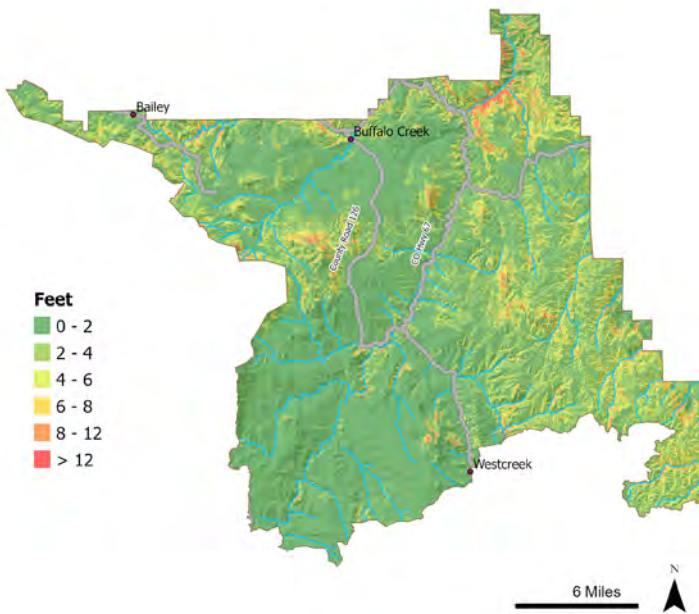 Bailey
Buffalo Creek
County Road 126
CO Hwy 67
Feet
0 - 2
2 - 4
4 - 6
6 - 8
8 - 12
> 12
Westcreek
N
6 Miles